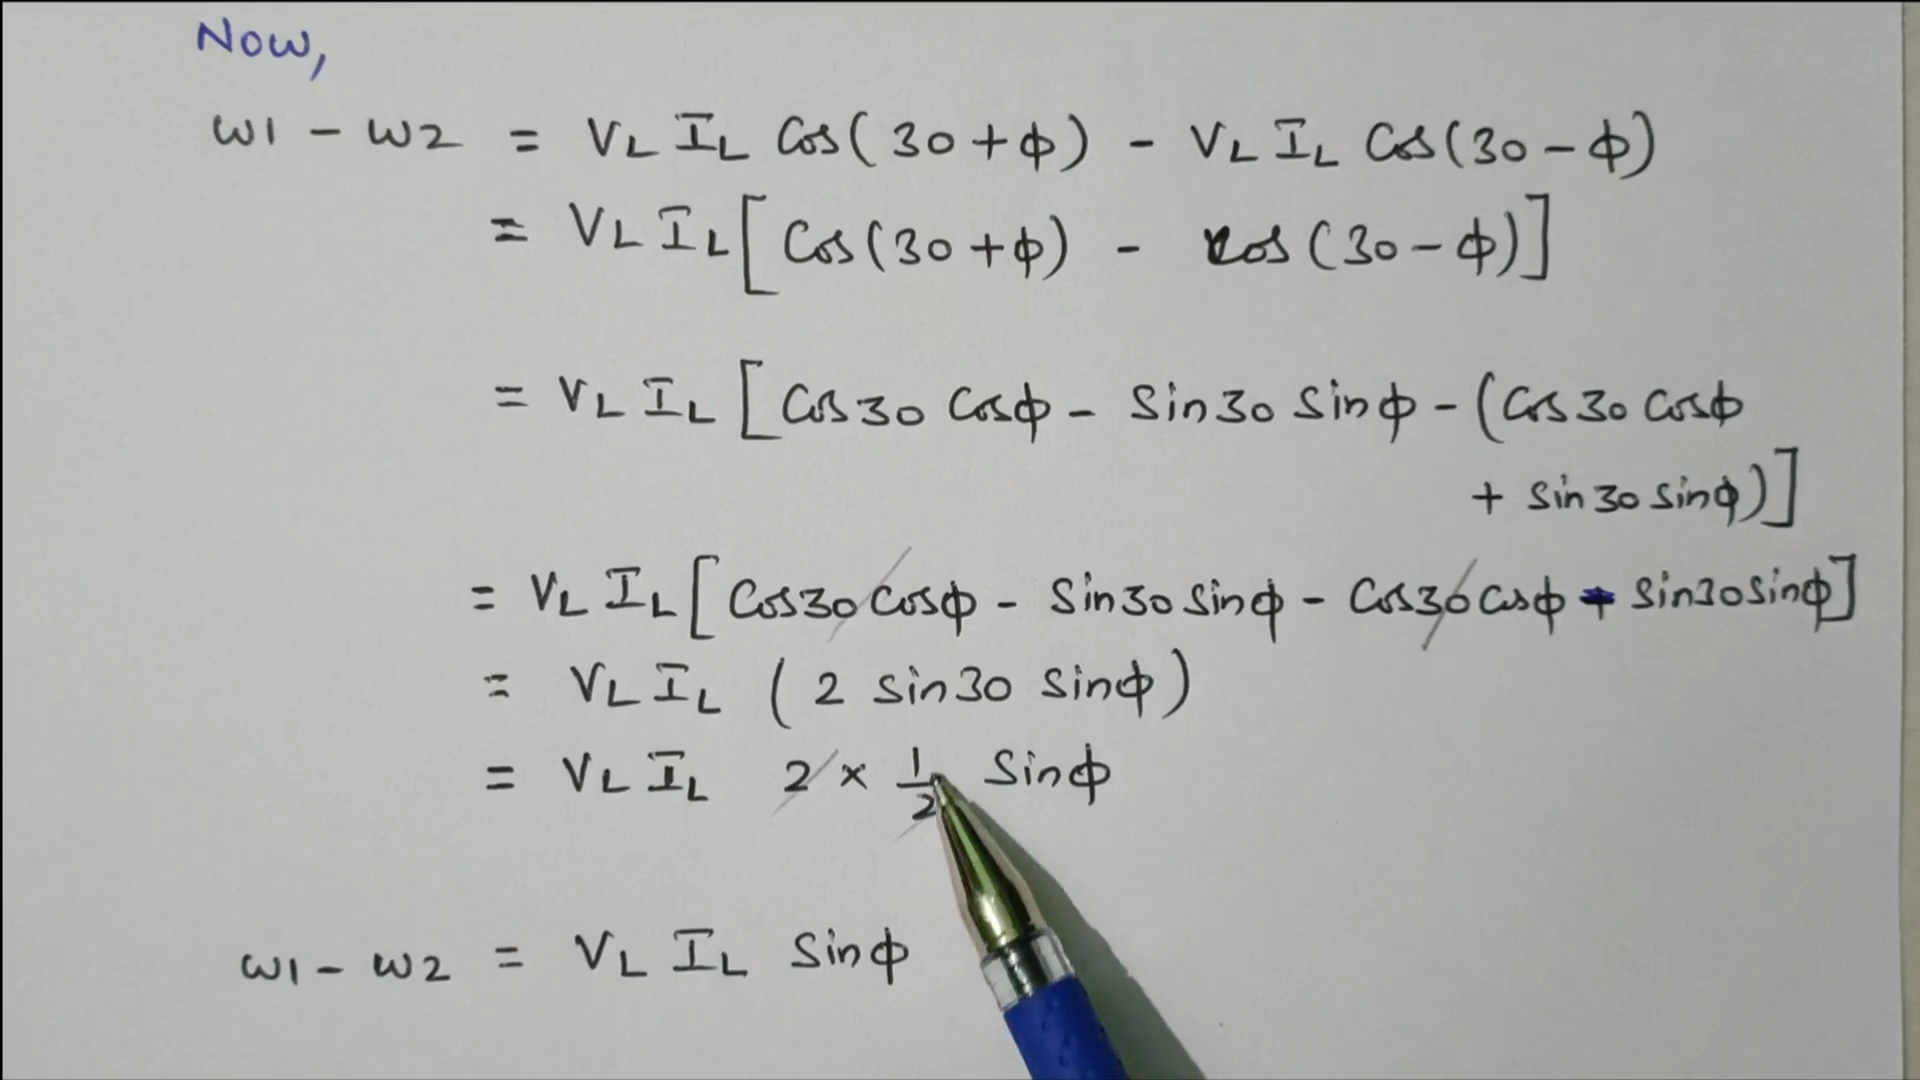 Now,
W1 - W2 = VL IL Cos(30+ϕ) - VL IL Cos(30-ϕ)
= VL IL [Cos(30+ϕ) - cos(30-ϕ)]
= VL IL [Cos30 Cosϕ - Sin30 Sinϕ - (Cos30 Cosϕ
+ Sin30 Sinϕ)]
= VL IL [Cos30 Cosϕ - Sin30 Sinϕ - Cos30 Cosϕ - Sin30 Sinϕ]
= VL IL (2 Sin30 Sinϕ)
= VL IL 2 × 1/2 Sinϕ
W1 - W2 = VL IL Sinϕ